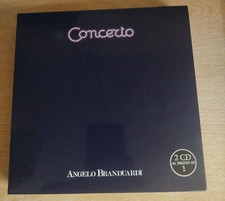 Concerto
ANGELO BRANDUARDI
2 CD
AL PREZZO DI
1